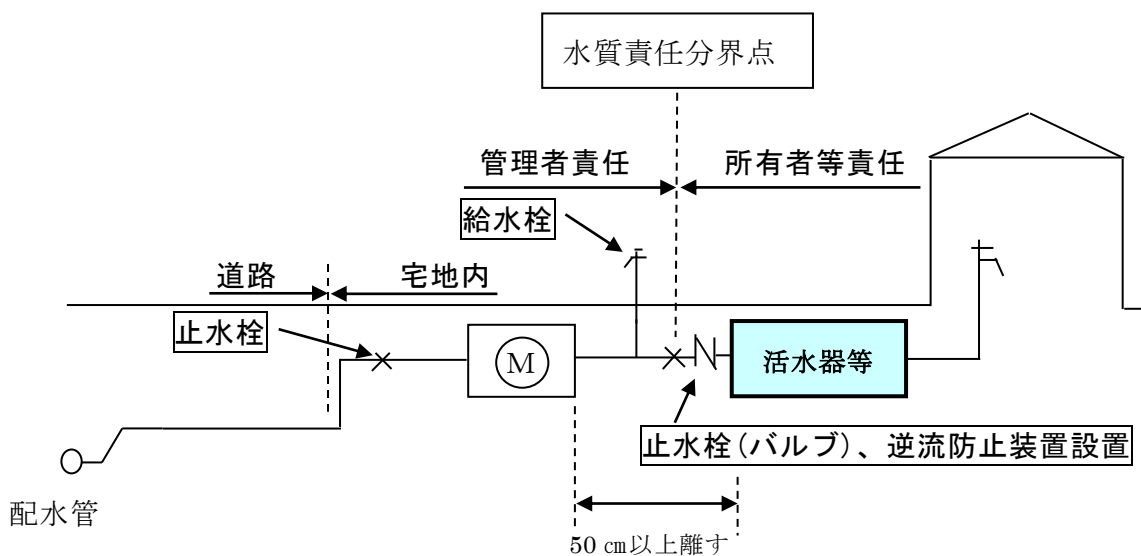 水質責任分界点
管理者責任
所有者等責任
給水栓
道路
宅地内
止水栓
M
活水器等
止水栓(バルブ)、逆流防止装置設置
配水管
50 ㎝以上離す